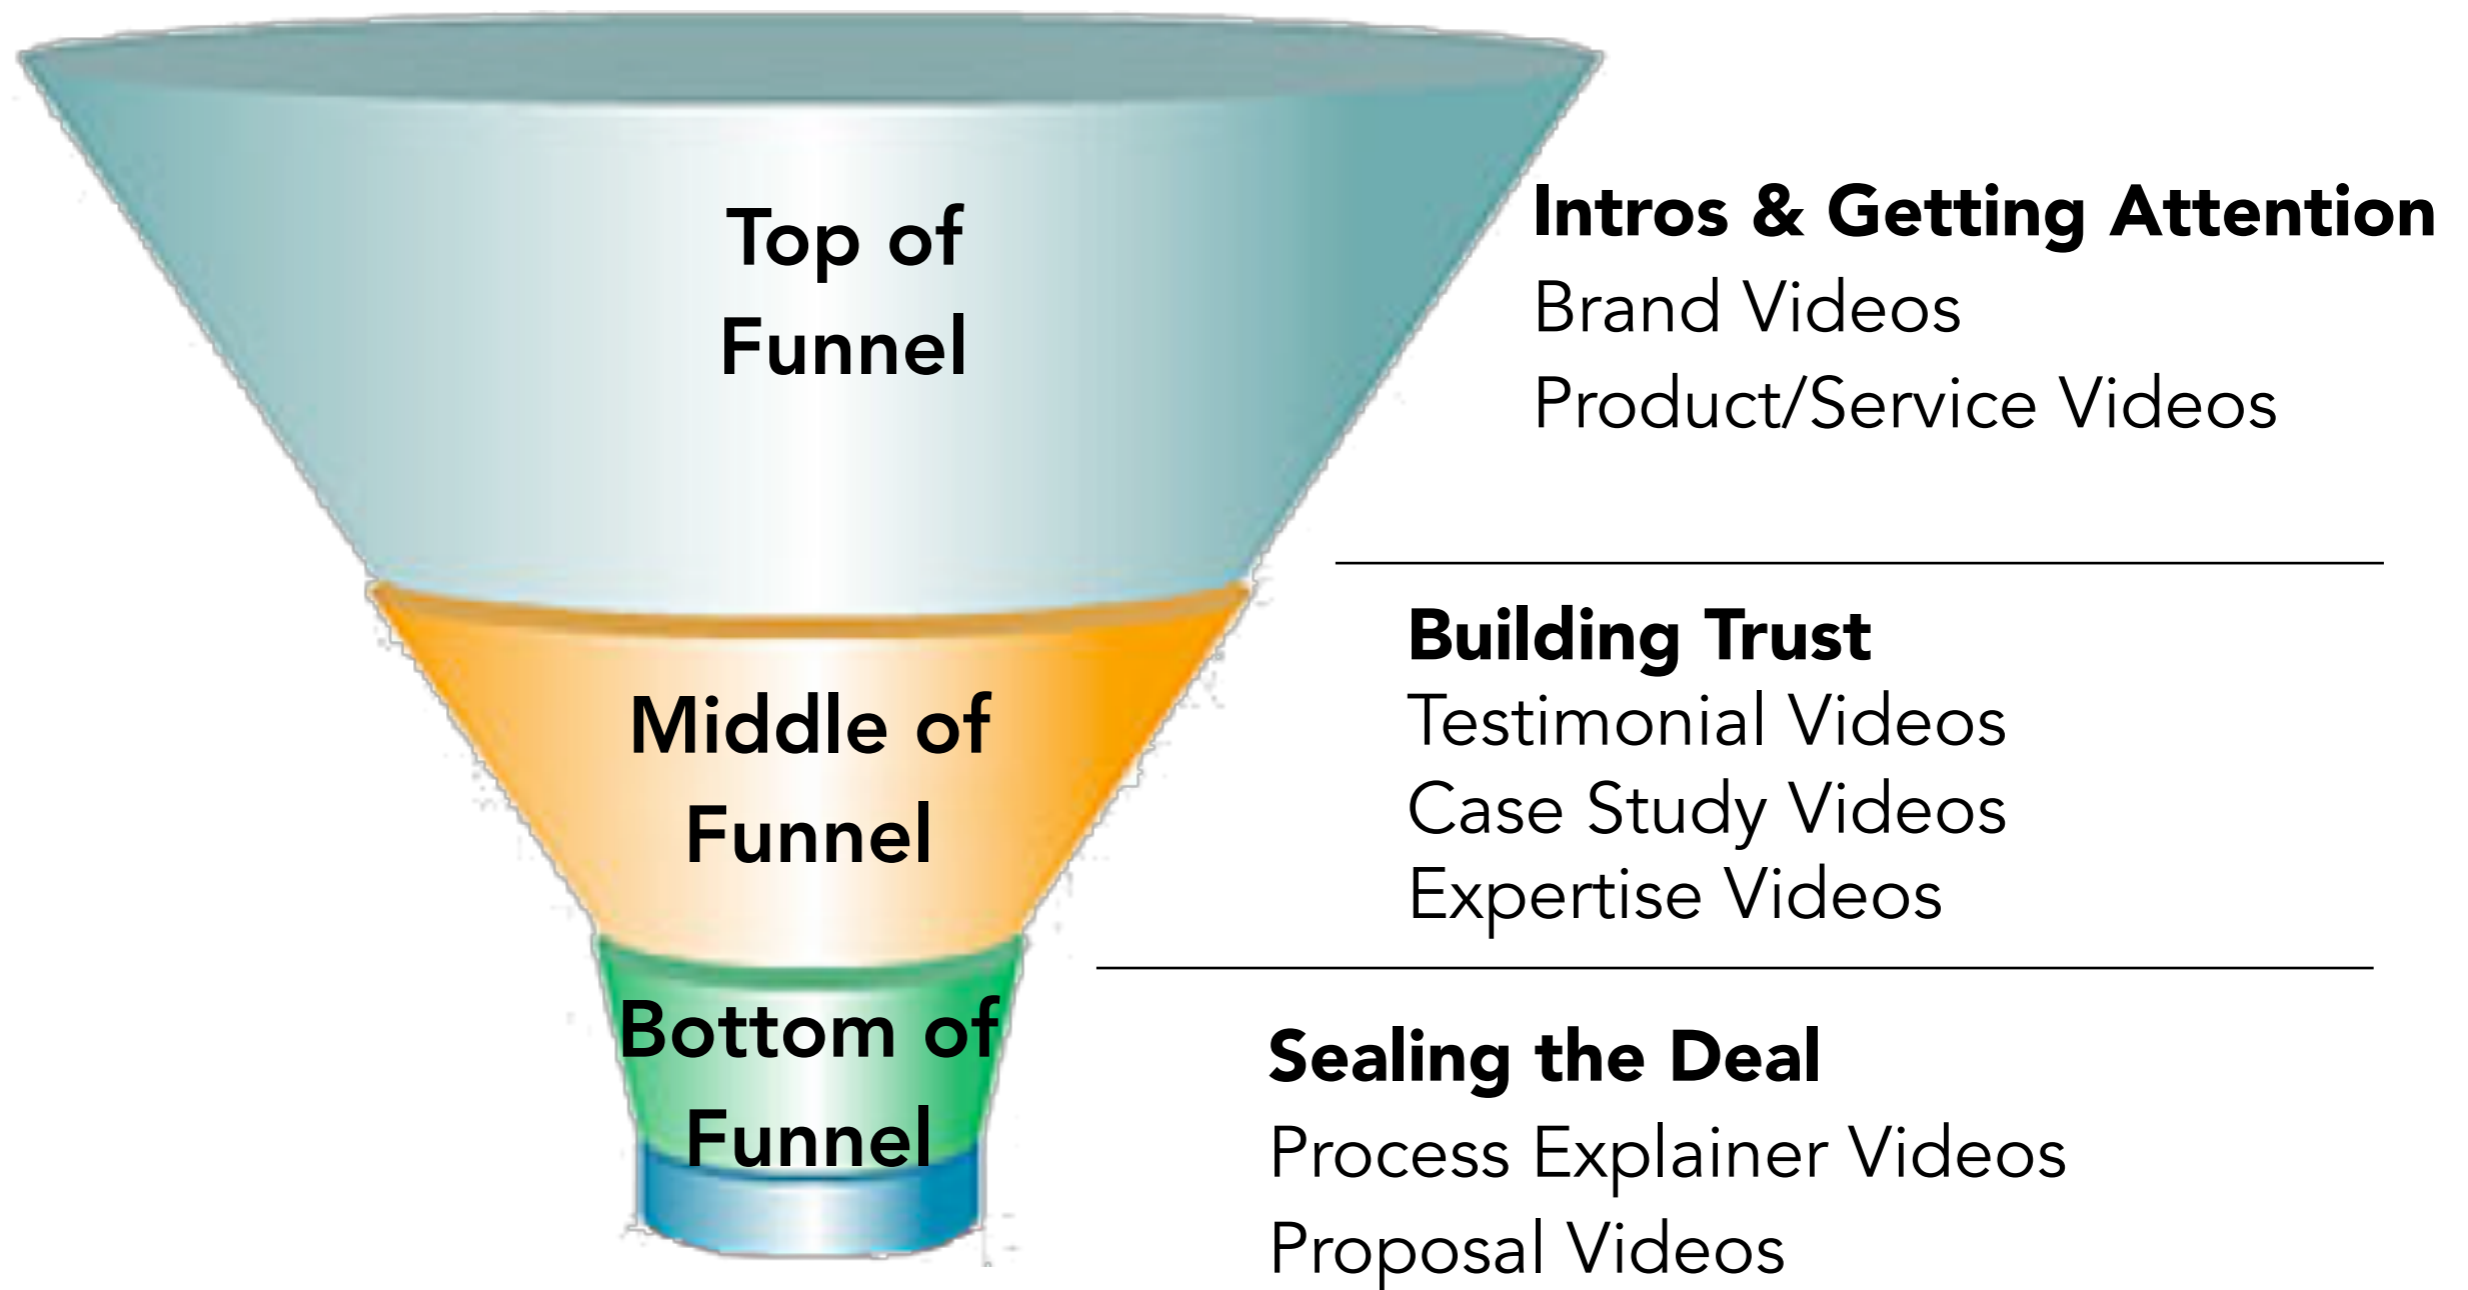 Top of
Funnel
Intros & Getting Attention
Brand Videos
Product/Service Videos
Middle of
Funnel
Building Trust
Testimonial Videos
Case Study Videos
Expertise Videos
Bottom of
Funnel
Sealing the Deal
Process Explainer Videos
Proposal Videos